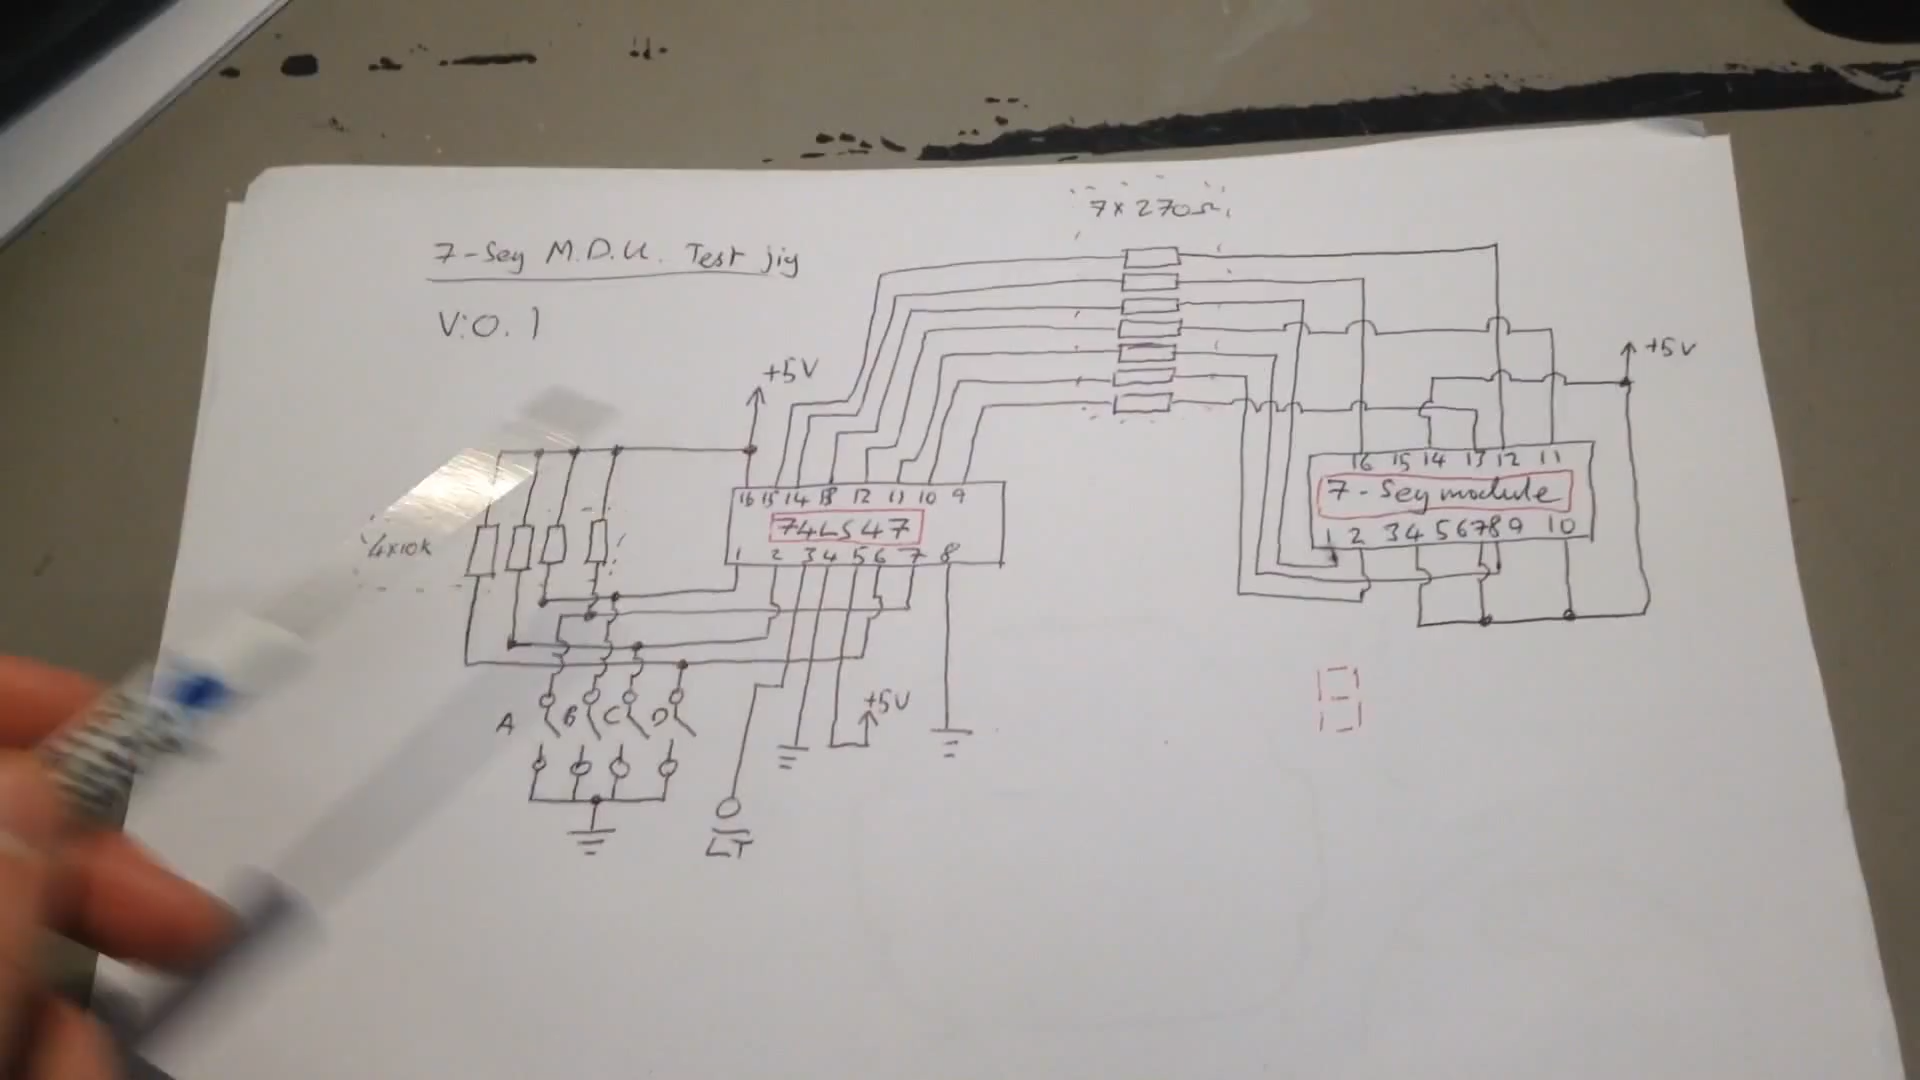 7 x 270Ω
7-Seg M.D.U. Test jig
V:0.1
+5V
+5V
16 15 14 13 12 11 10 9
74LS47
1 2 3 4 5 6 7 8
4x10k
16 15 14 13 12 11
7-Seg module
1 2 3 4 5 6 7 8 9 10
+5V
A B C D
LT